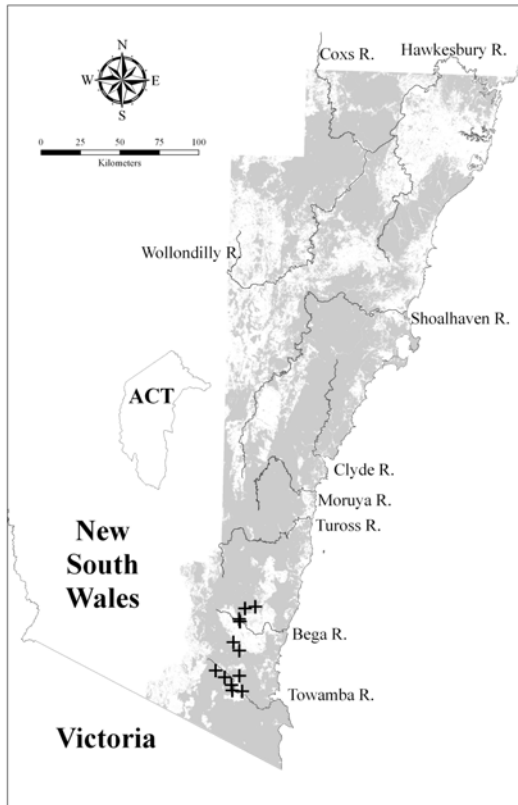 Coxs R.
Hawkesbury R.
N
W E
S
0 25 50 75 100
Kilometers
Wollondilly R.
Shoalhaven R.
ACT
Clyde R.
Moruya R.
Tuross R.
New
South
Wales
Bega R.
Towamba R.
Victoria